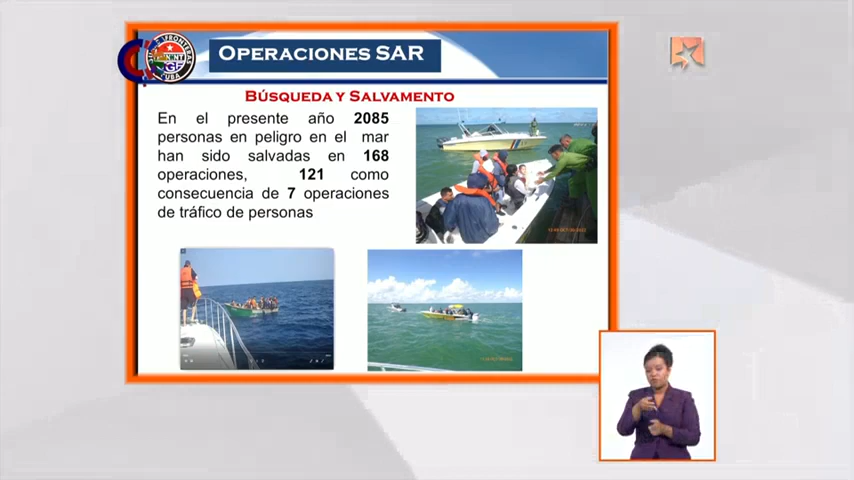 OPERACIONES SAR
BÚSQUEDA Y SALVAMENTO
En el presente año 2085
personas en peligro en el mar
han sido salvadas en 168
operaciones, 121 como
consecuencia de 7 operaciones
de tráfico de personas
CUBA